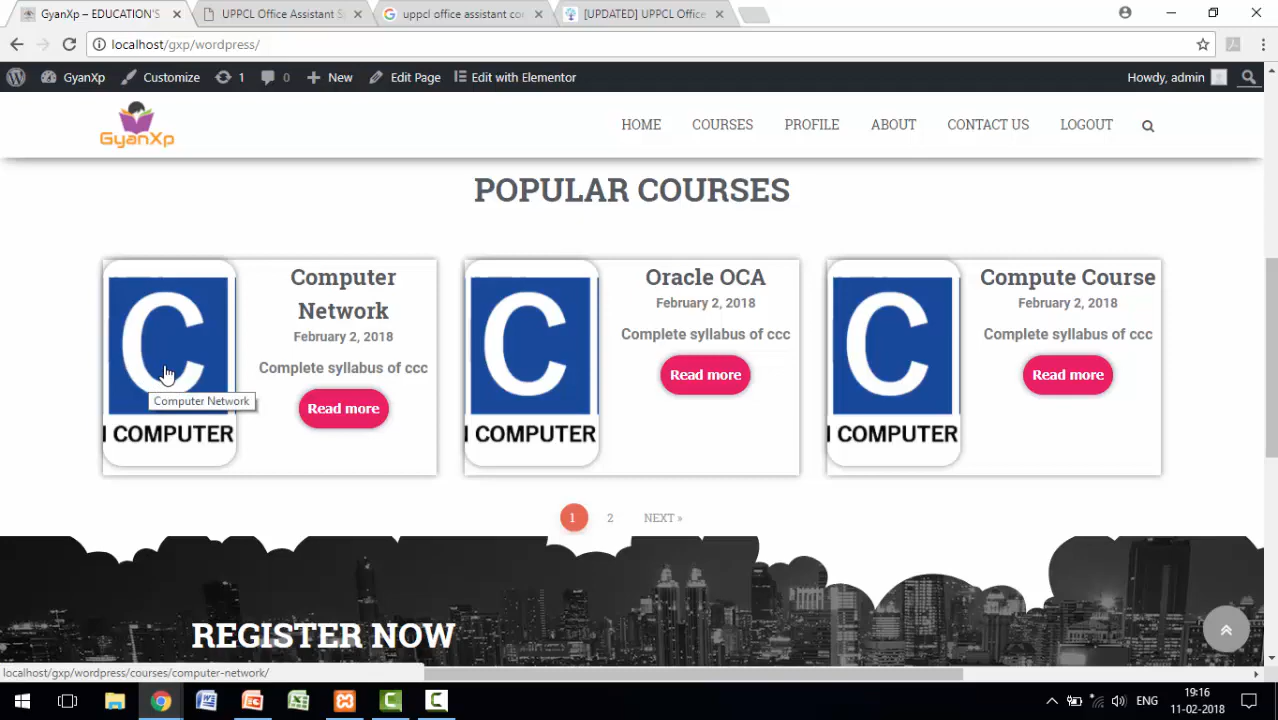 GyanXp – EDUCATION'S
UPPCL Office Assistant S
uppcl office assistant co
[UPDATED] UPPCL Office
localhost/gxp/wordpress/
GyanXp
Customize
1
0
New
Edit Page
Edit with Elementor
Howdy, admin
GyanXp
HOME
COURSES
PROFILE
ABOUT
CONTACT US
LOGOUT
POPULAR COURSES
C
COMPUTER
Computer
Network
February 2, 2018
Complete syllabus of ccc
Read more
Computer Network
C
COMPUTER
Oracle OCA
February 2, 2018
Complete syllabus of ccc
Read more
C
COMPUTER
Compute Course
February 2, 2018
Complete syllabus of ccc
Read more
1
2
NEXT »
REGISTER NOW
localhost/gxp/wordpress/courses/computer-network/
ENG
19:16
11-02-2018